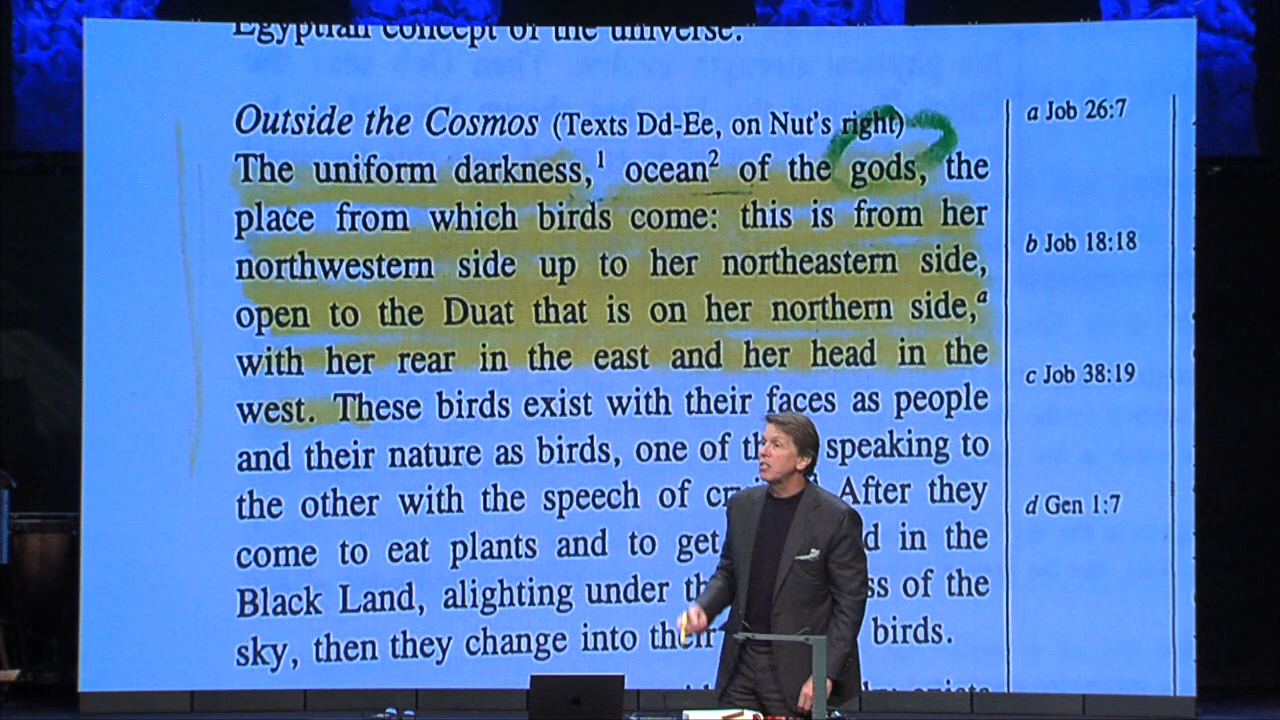 Egyptian concept of the universe.
Outside the Cosmos (Texts Dd-Ee, on Nut's right)
The uniform darkness,¹ ocean² of the gods, the
place from which birds come: this is from her
northwestern side up to her northeastern side,
open to the Duat that is on her northern side,ᵃ
with her rear in the east and her head in the
west. These birds exist with their faces as people
and their nature as birds, one of speaking to
the other with the speech of After they
come to eat plants and to get in the
Black Land, alighting under of the
sky, then they change into their birds.
a Job 26:7
b Job 18:18
c Job 38:19
d Gen 1:7